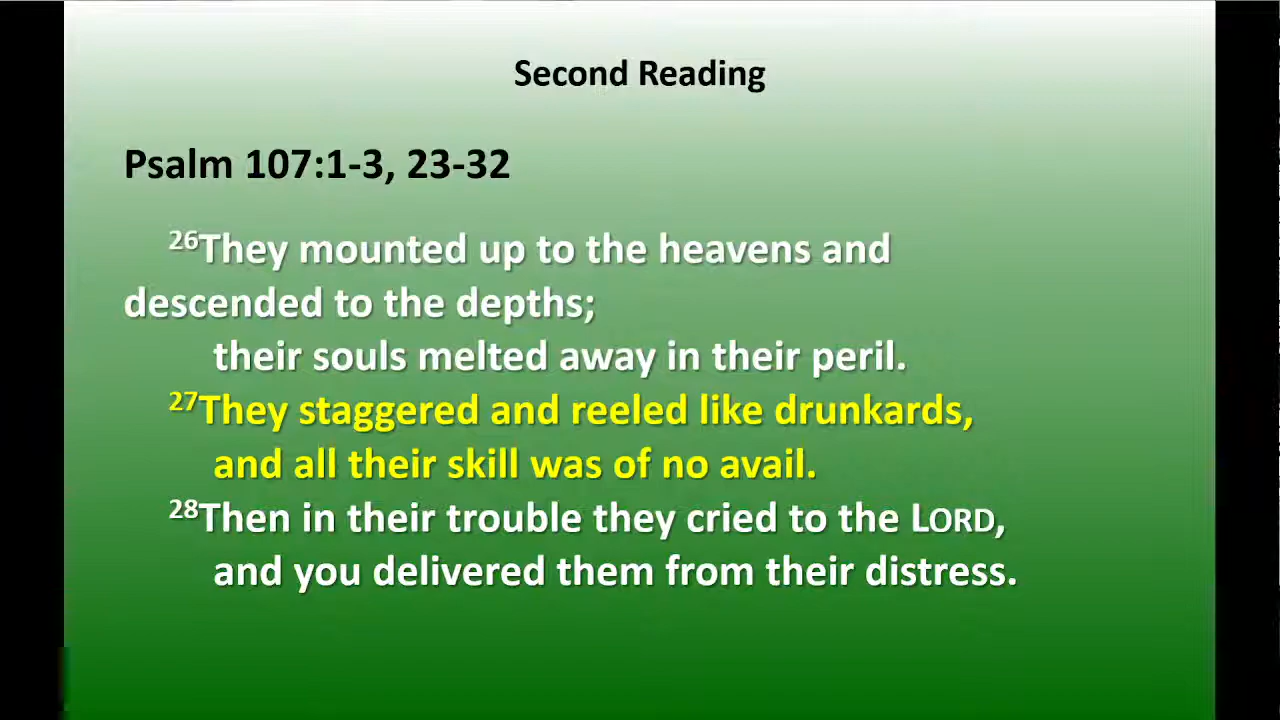 Second Reading
Psalm 107:1-3, 23-32
26They mounted up to the heavens and
descended to the depths;
their souls melted away in their peril.
27They staggered and reeled like drunkards,
and all their skill was of no avail.
28Then in their trouble they cried to the LORD,
and you delivered them from their distress.